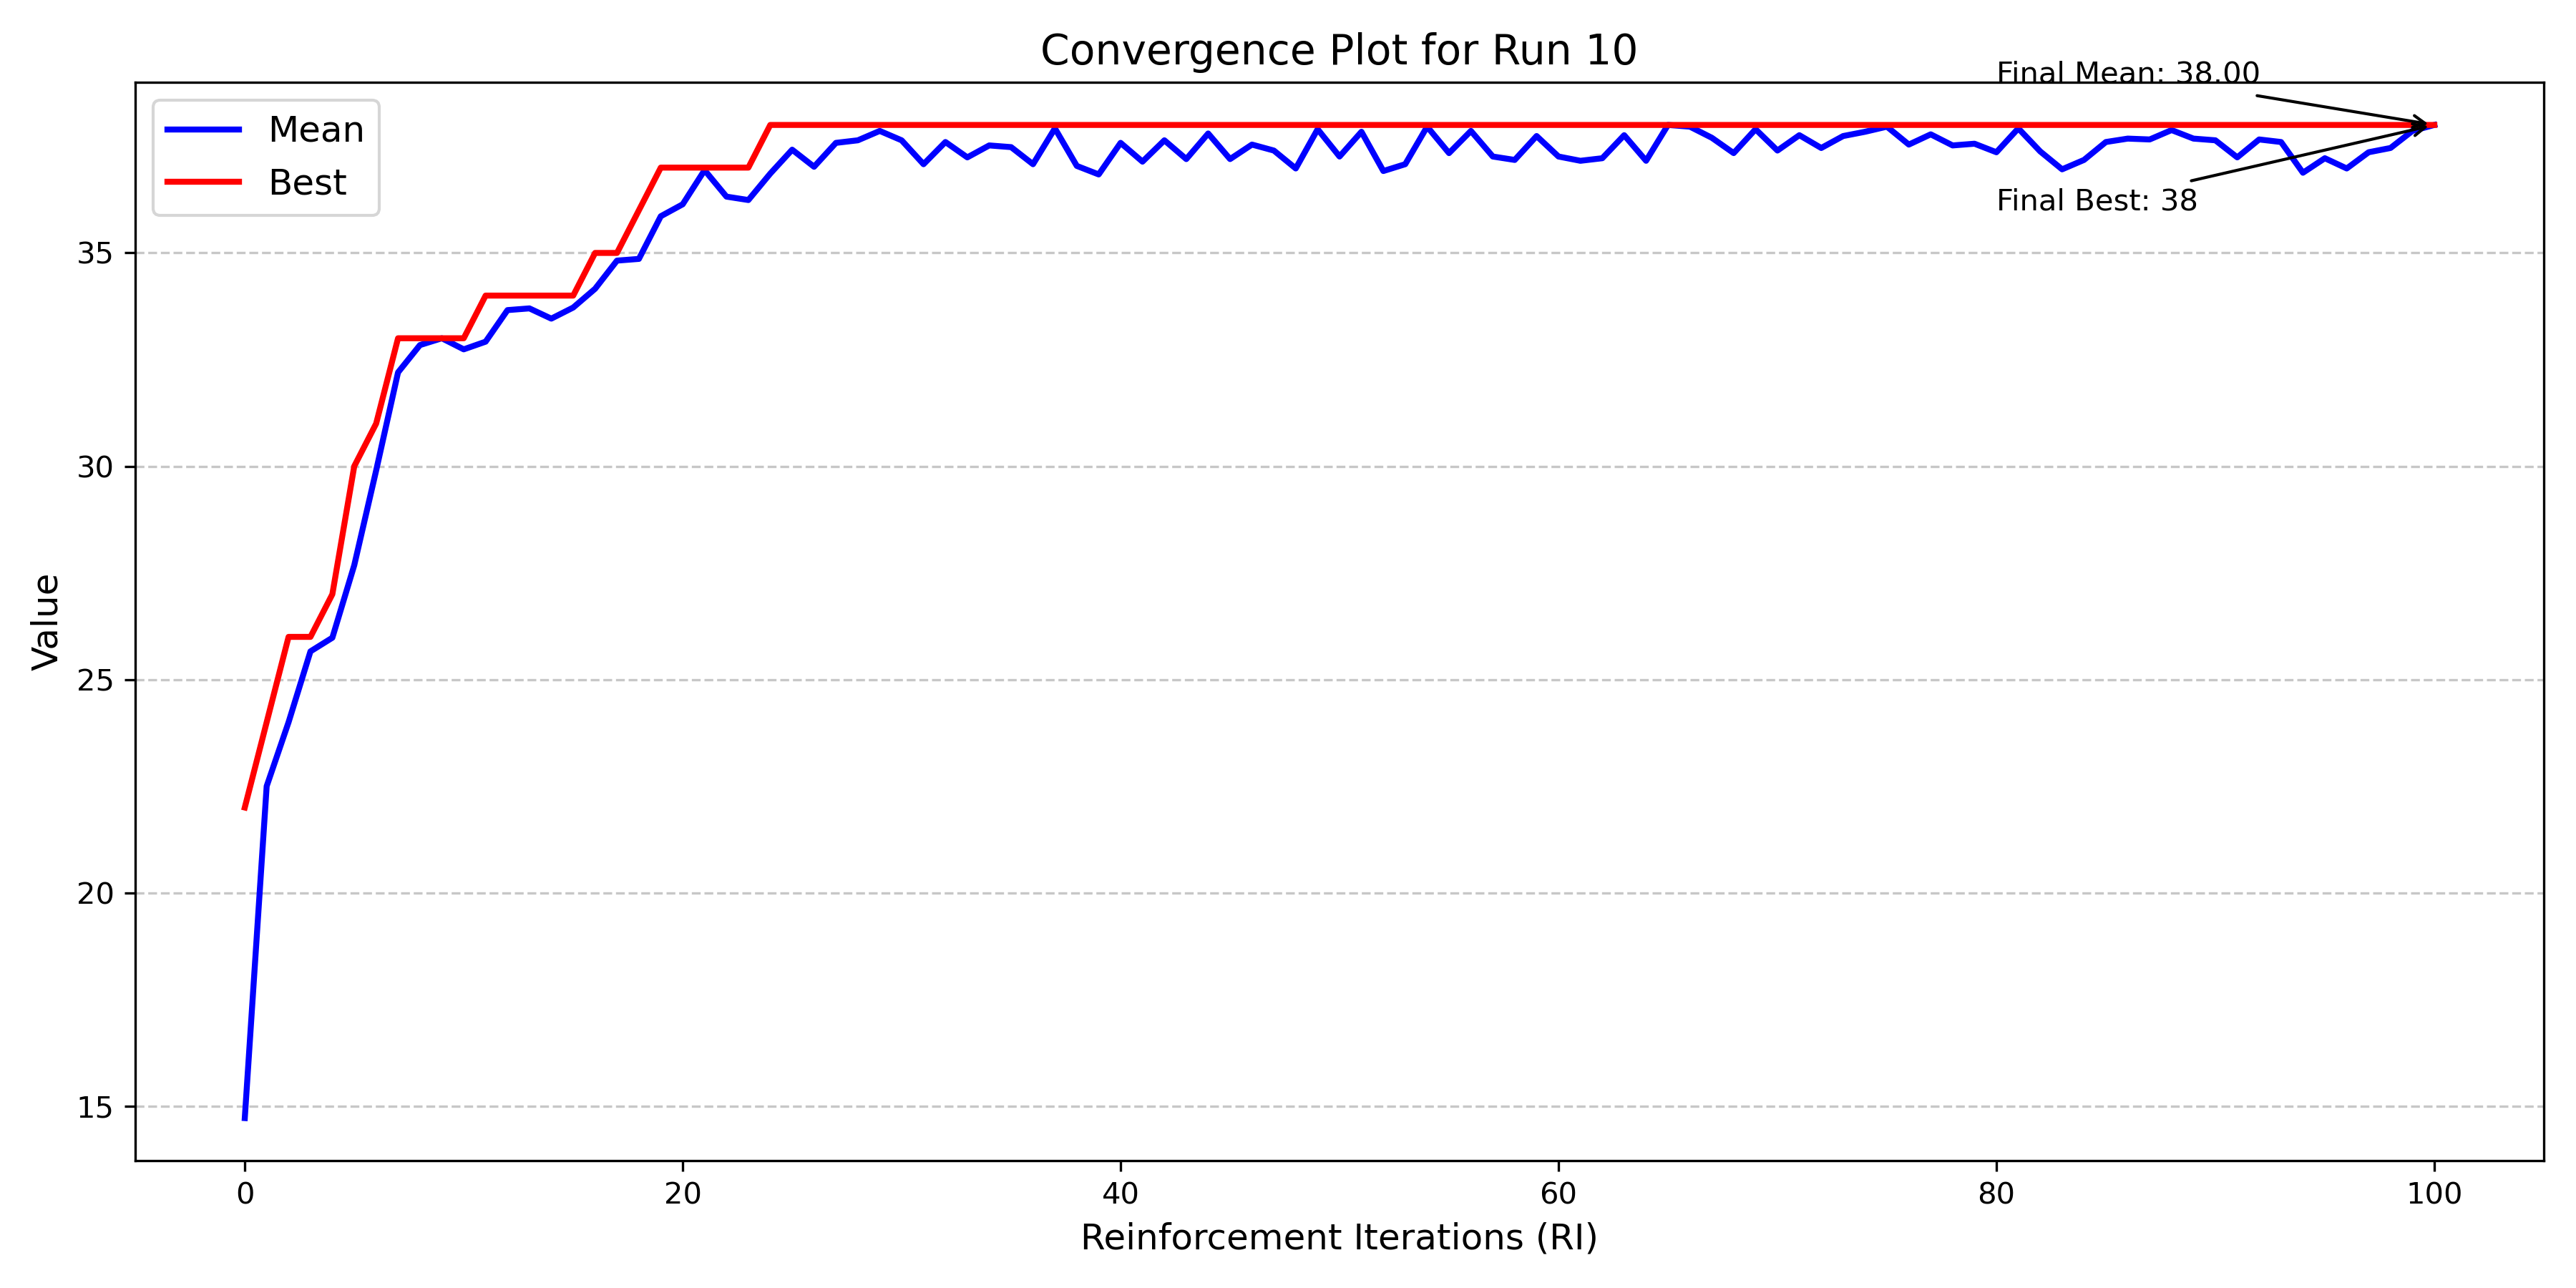 Convergence Plot for Run 10
Final Mean: 38.00
Mean
Best
Final Best: 38
35
30
25
20
15
Value
0 20 40 60 80 100
Reinforcement Iterations (RI)